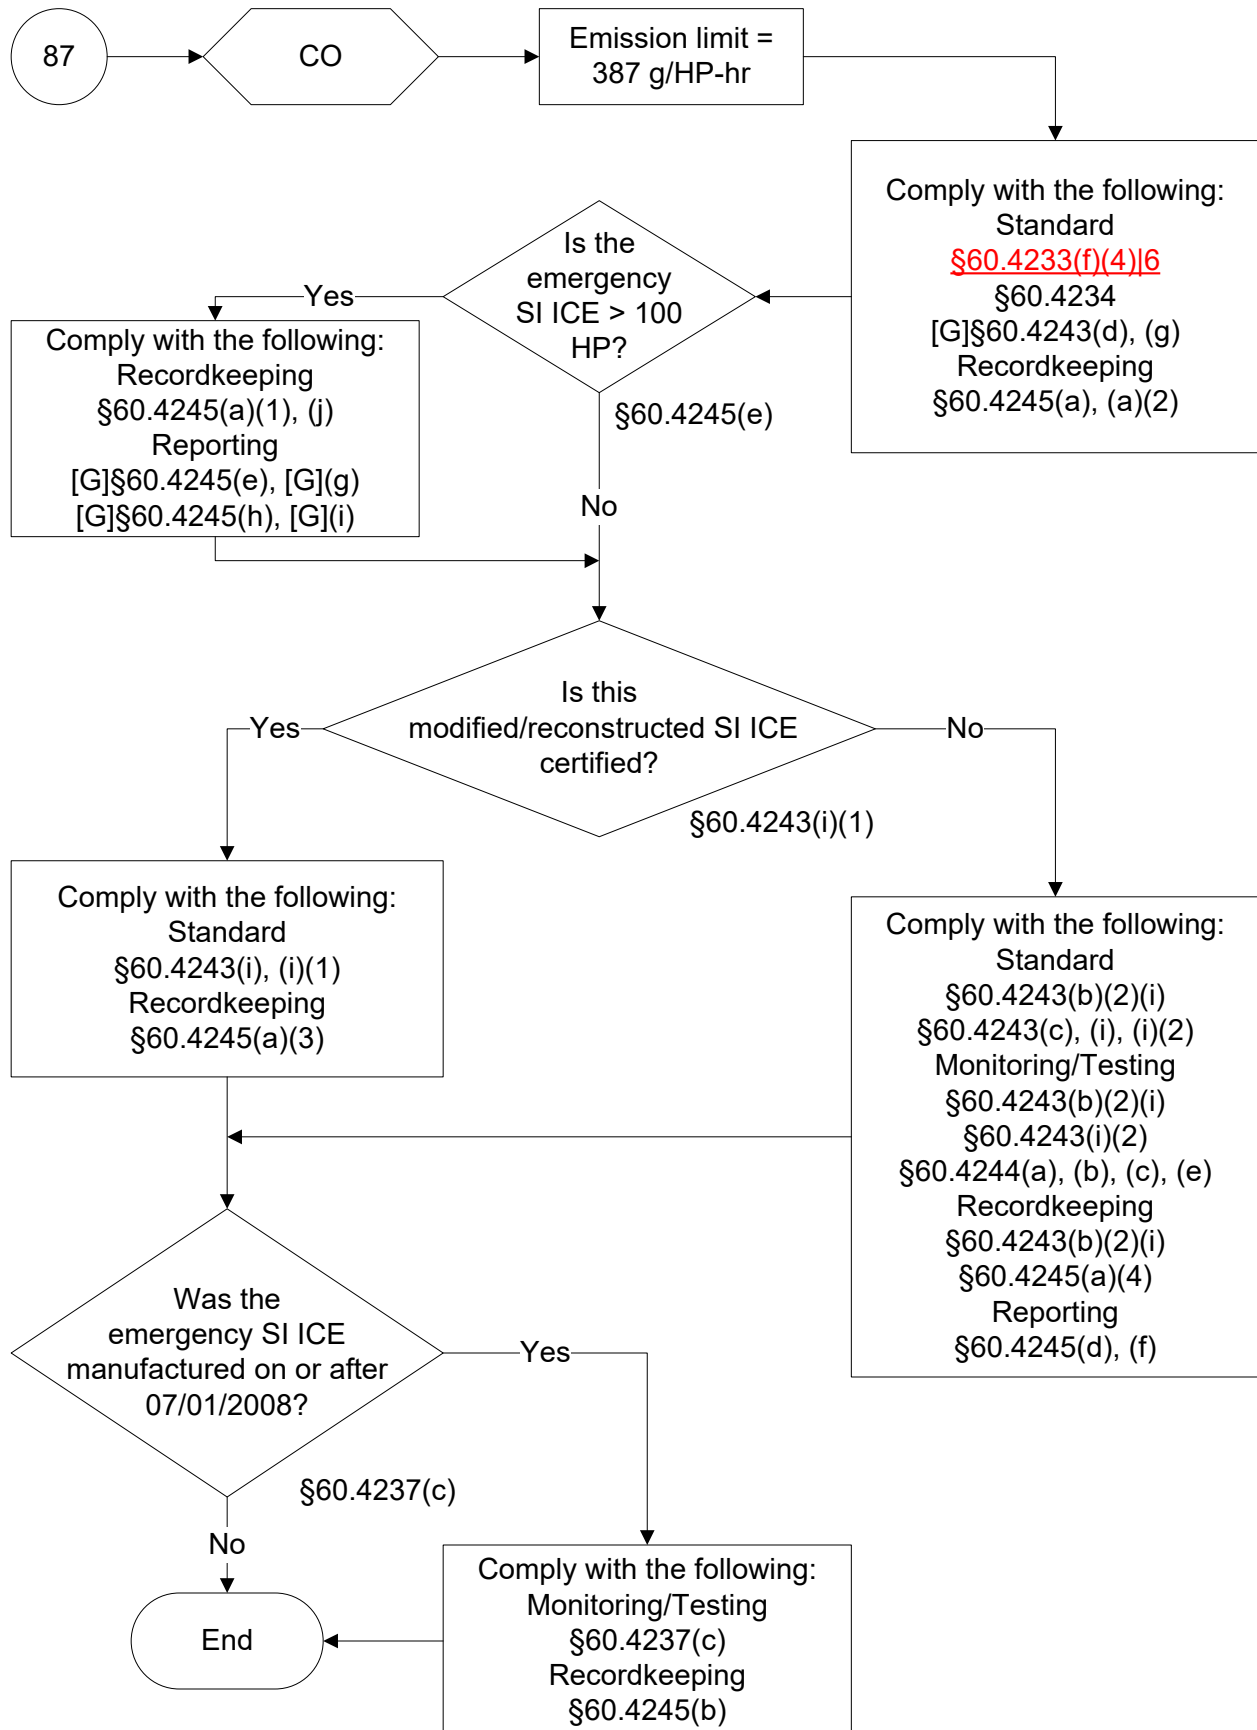 87
CO
Emission limit =
387 g/HP-hr
Comply with the following:
Standard
§60.4233(f)(4)|6
§60.4234
[G]§60.4243(d), (g)
Recordkeeping
§60.4245(a), (a)(2)
Is the
emergency
SI ICE > 100
HP?
§60.4245(e)
Yes
No
Comply with the following:
Recordkeeping
§60.4245(a)(1), (j)
Reporting
[G]§60.4245(e), [G](g)
[G]§60.4245(h), [G](i)
Is this
modified/reconstructed SI ICE
certified?
§60.4243(i)(1)
Yes
No
Comply with the following:
Standard
§60.4243(i), (i)(1)
Recordkeeping
§60.4245(a)(3)
Comply with the following:
Standard
§60.4243(b)(2)(i)
§60.4243(c), (i), (i)(2)
Monitoring/Testing
§60.4243(b)(2)(i)
§60.4243(i)(2)
§60.4244(a), (b), (c), (e)
Recordkeeping
§60.4243(b)(2)(i)
§60.4245(a)(4)
Reporting
§60.4245(d), (f)
Was the
emergency SI ICE
manufactured on or after
07/01/2008?
§60.4237(c)
Yes
No
Comply with the following:
Monitoring/Testing
§60.4237(c)
Recordkeeping
§60.4245(b)
End